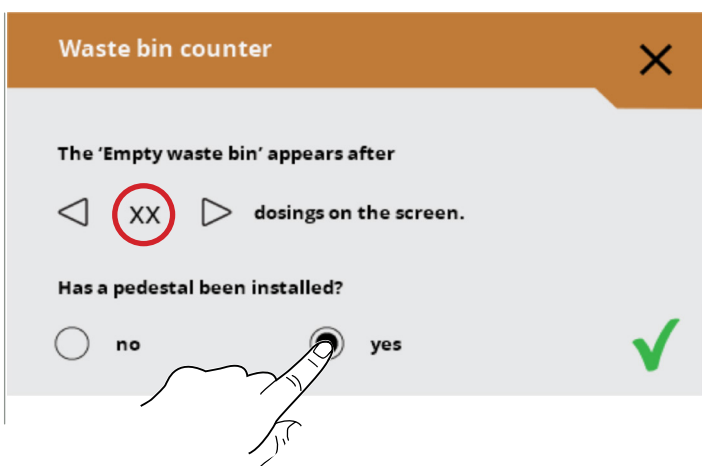 Waste bin counter
The ‘Empty waste bin’ appears after
XX dosings on the screen.
Has a pedestal been installed?
no yes